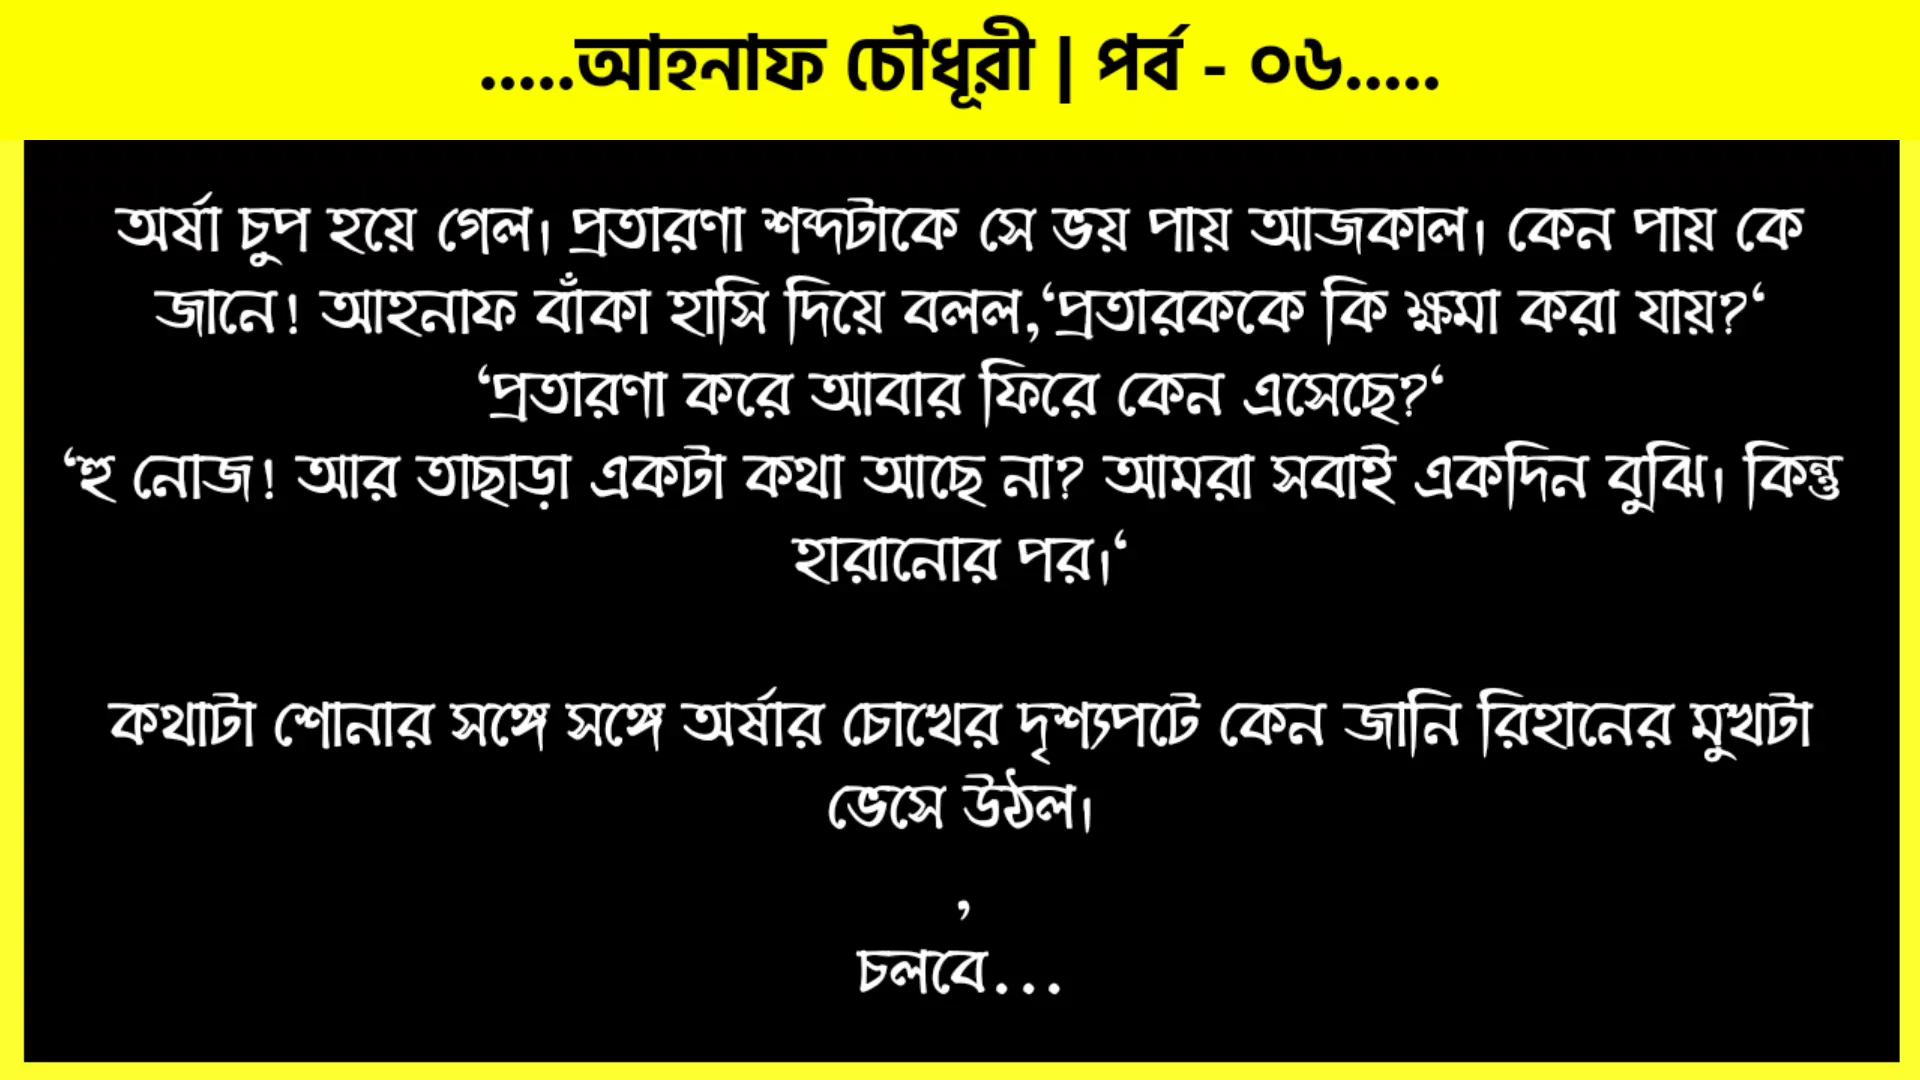 .....আহনাফ চৌধূরী | পর্ব - ০৬.....
অর্ষা চুপ হয়ে গেল। প্রতারণা শব্দটাকে সে ভয় পায় আজকাল। কেন পায় কে
জানে! আহনাফ বাঁকা হাসি দিয়ে বলল,‘প্রতারককে কি ক্ষমা করা যায়?‘
‘প্রতারণা করে আবার ফিরে কেন এসেছে?‘
‘হু নোজ! আর তাছাড়া একটা কথা আছে না? আমরা সবাই একদিন বুঝি। কিন্তু
হারানোর পর।‘
কথাটা শোনার সঙ্গে সঙ্গে অর্ষার চোখের দৃশ্যপটে কেন জানি রিহানের মুখটা
ভেসে উঠল।
,
চলবে...